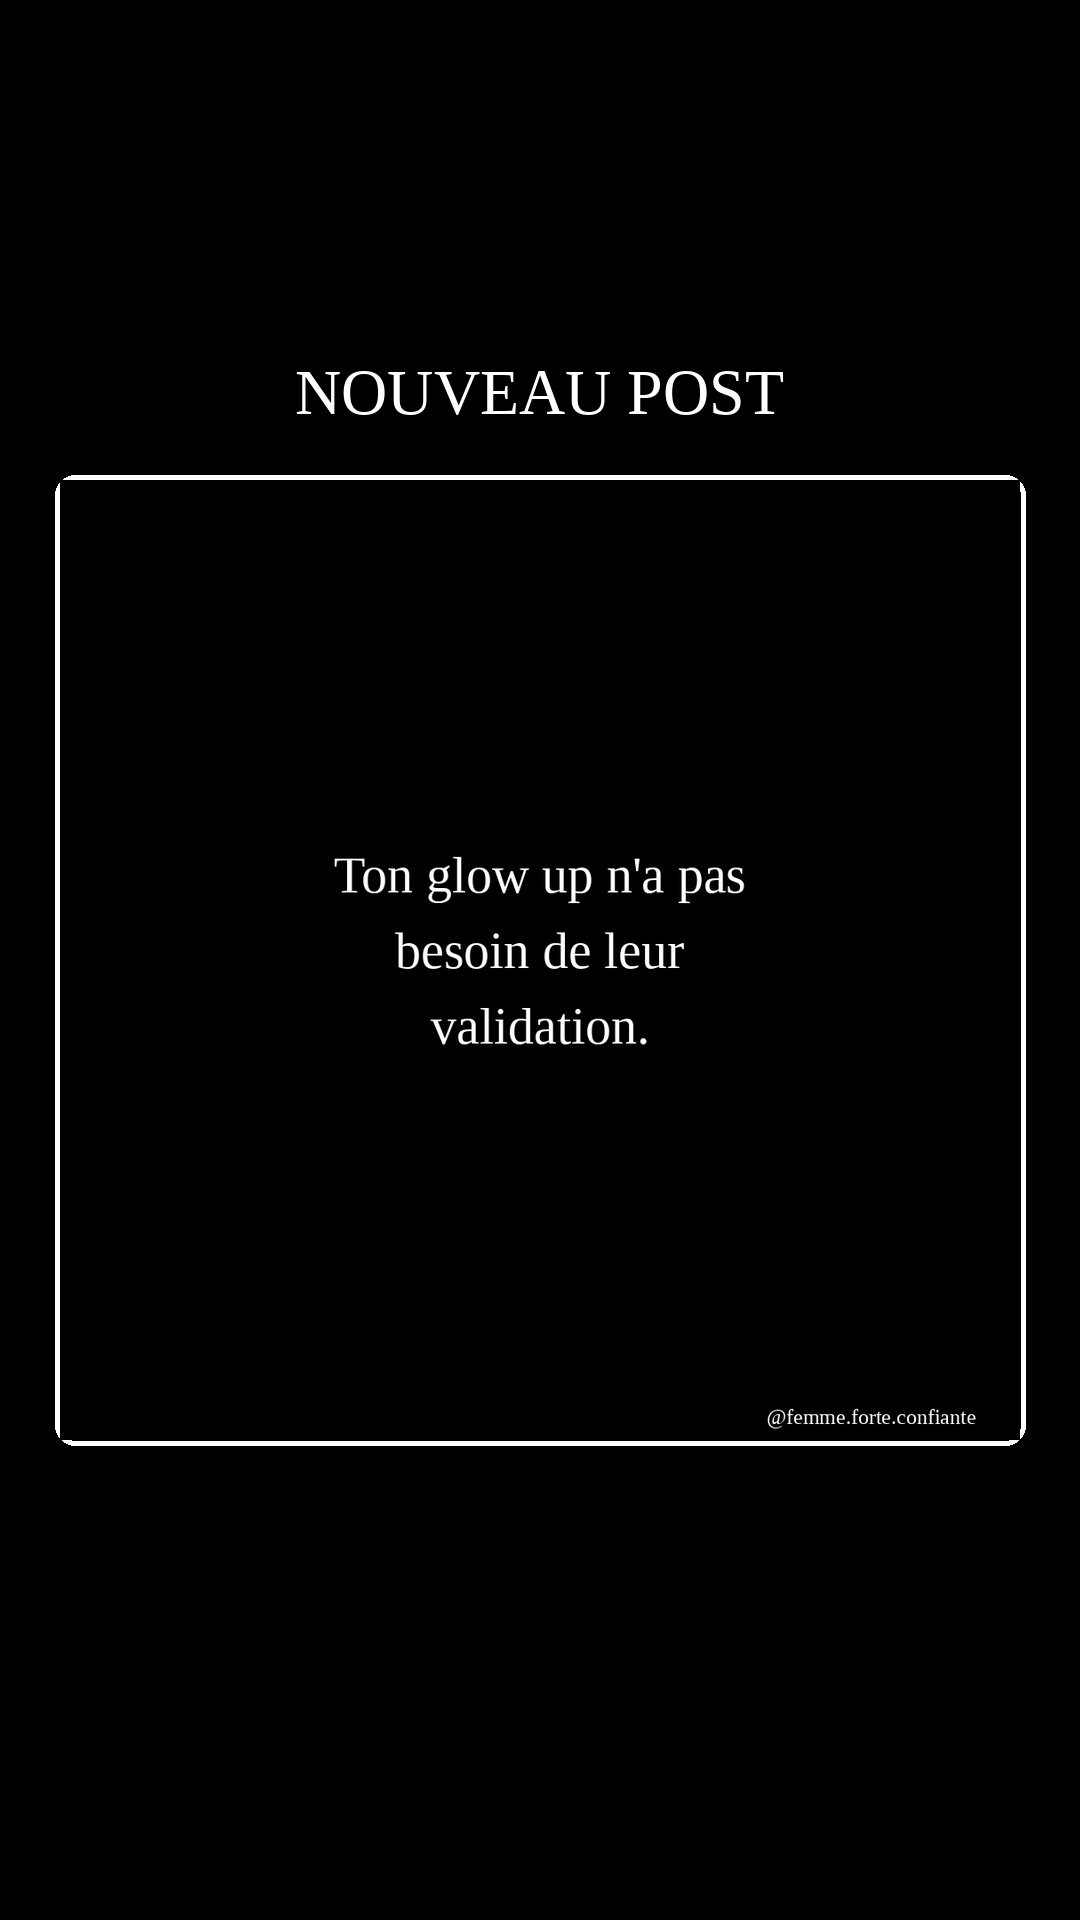 NOUVEAU POST
Ton glow up n'a pas
besoin de leur
validation.
@femme.forte.confiante